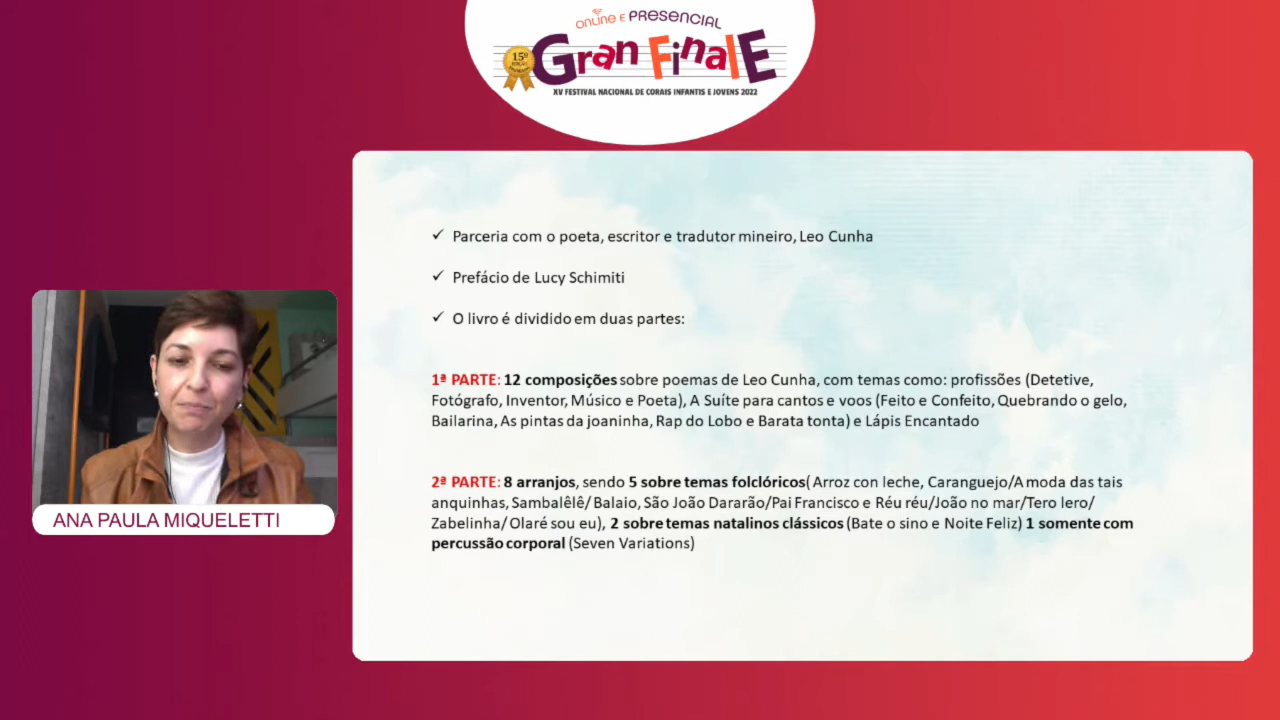 ONLINE E PRESENCIAL
15º
Gran FinalE
XV FESTIVAL NACIONAL DE CORAIS INFANTIS E JOVENS 2022
✓ Parceria com o poeta, escritor e tradutor mineiro, Leo Cunha
✓ Prefácio de Lucy Schimiti
✓ O livro é dividido em duas partes:
1ª PARTE: 12 composições sobre poemas de Leo Cunha, com temas como: profissões (Detetive,
Fotógrafo, Inventor, Músico e Poeta), A Suíte para cantos e voos (Feito e Confeito, Quebrando o gelo,
Bailarina, As pintas da joaninha, Rap do Lobo e Barata tonta) e Lápis Encantado
2ª PARTE: 8 arranjos, sendo 5 sobre temas folclóricos( Arroz con leche, Caranguejo/A moda das tais
anquinhas, Sambalêlê/ Balaio, São João Dararão/Pai Francisco e Réu réu/João no mar/Tero lero/
Zabelinha/ Olaré sou eu), 2 sobre temas natalinos clássicos (Bate o sino e Noite Feliz) 1 somente com
percussão corporal (Seven Variations)
ANA PAULA MIQUELETTI